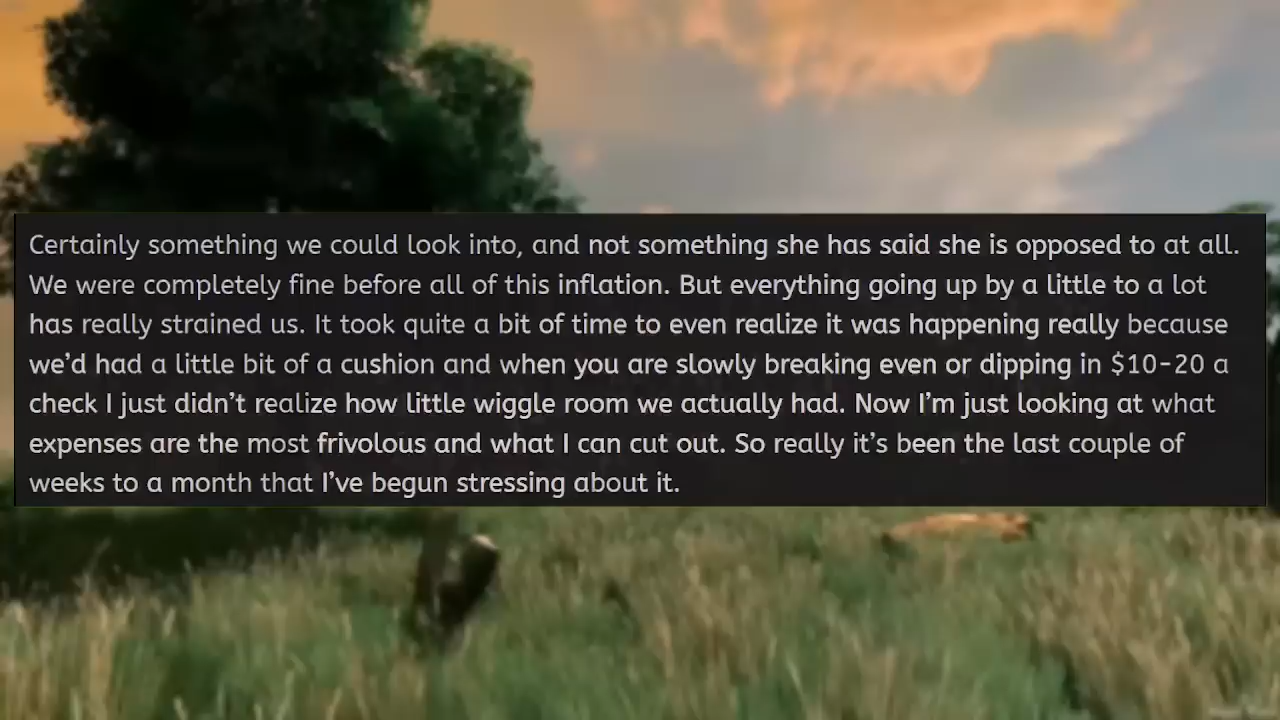 Certainly something we could look into, and not something she has said she is opposed to at all.
We were completely fine before all of this inflation. But everything going up by a little to a lot
has really strained us. It took quite a bit of time to even realize it was happening really because
we’d had a little bit of a cushion and when you are slowly breaking even or dipping in $10-20 a
check I just didn’t realize how little wiggle room we actually had. Now I’m just looking at what
expenses are the most frivolous and what I can cut out. So really it’s been the last couple of
weeks to a month that I’ve begun stressing about it.